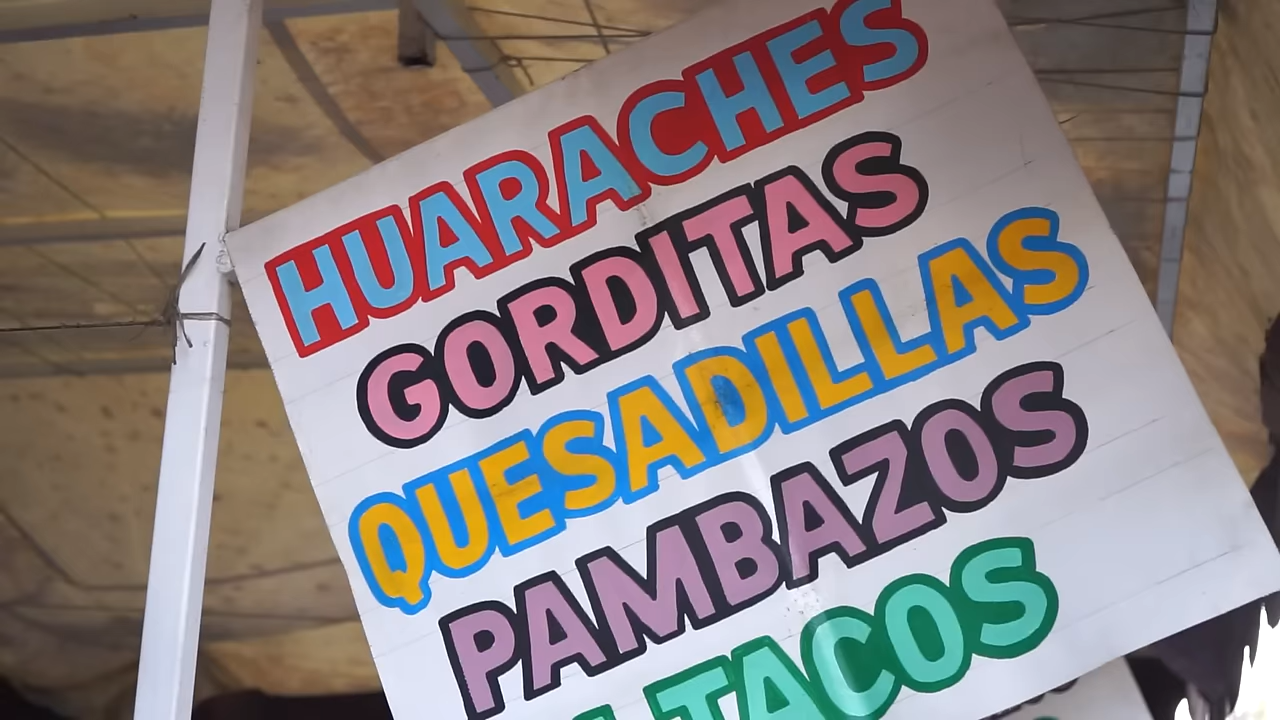 HUARACHES
GORDITAS
QUESADILLAS
PAMBAZOS
TACOS